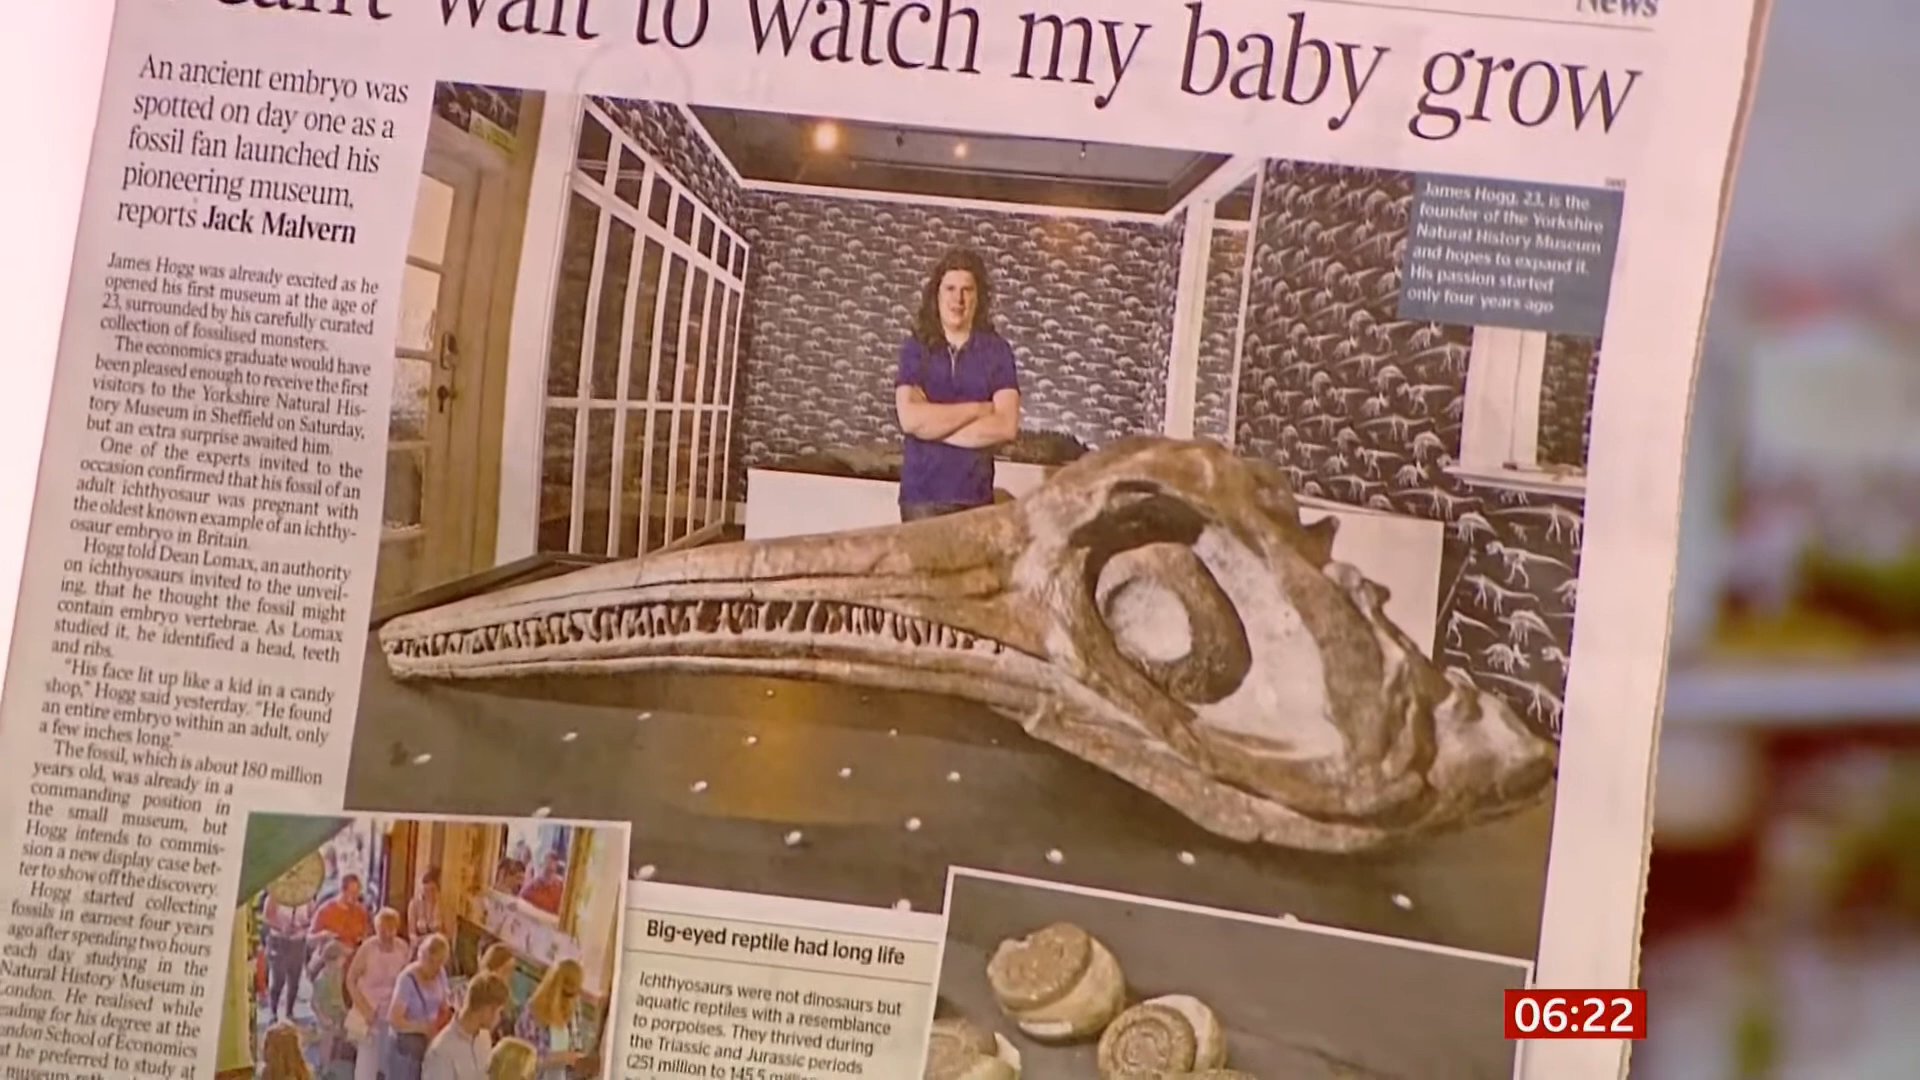 News
can't wait to watch my baby grow
An ancient embryo was
spotted on day one as a
fossil fan launched his
pioneering museum,
reports Jack Malvern
James Hogg was already excited as he
opened his first museum at the age of
23, surrounded by his carefully curated
collection of fossilised monsters.
The economics graduate would have
been pleased enough to receive the first
visitors to the Yorkshire Natural His-
tory Museum in Sheffield on Saturday,
but an extra surprise awaited him.
One of the experts invited to the
occasion confirmed that his fossil of an
adult ichthyosaur was pregnant with
the oldest known example of an ichthy-
osaur embryo in Britain.
Hogg told Dean Lomax, an authority
on ichthyosaurs invited to the unveil-
ing, that he thought the fossil might
contain embryo vertebrae. As Lomax
studied it, he identified a head, teeth
and ribs.
"His face lit up like a kid in a candy
shop," Hogg said yesterday. "He found
an entire embryo within an adult, only
a few inches long."
The fossil, which is about 180 million
years old, was already in a
commanding position in
the small museum, but
Hogg intends to commis-
sion a new display case bet-
ter to show off the discovery.
Hogg started collecting
fossils in earnest four years
ago after spending two hours
each day studying in the
Natural History Museum in
London. He realised while
eading for his degree at the
ondon School of Economics
at he preferred to study at
museum
James Hogg, 23, is the
founder of the Yorkshire
Natural History Museum
and hopes to expand it.
His passion started
only four years ago
Big-eyed reptile had long life
Ichthyosaurs were not dinosaurs but
aquatic reptiles with a resemblance
to porpoises. They thrived during
the Triassic and Jurassic periods
(251 million to 145.5
06:22